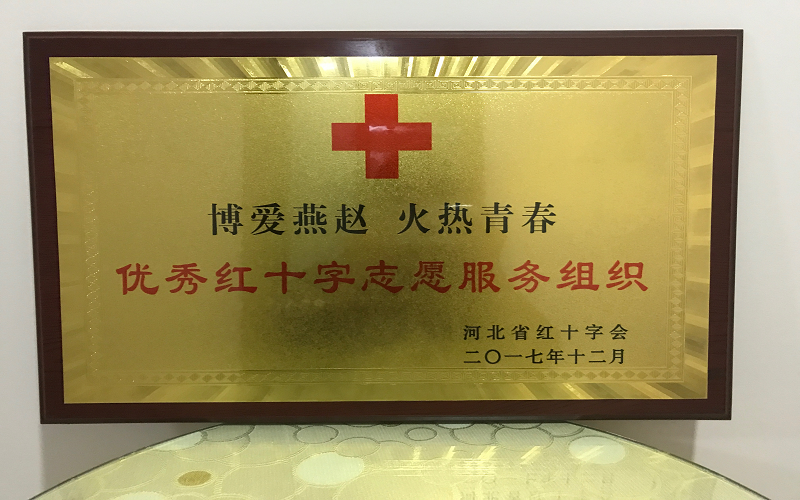 博爱燕赵 火热青春
优秀红十字志愿服务组织
河北省红十字会
二〇一七年十二月